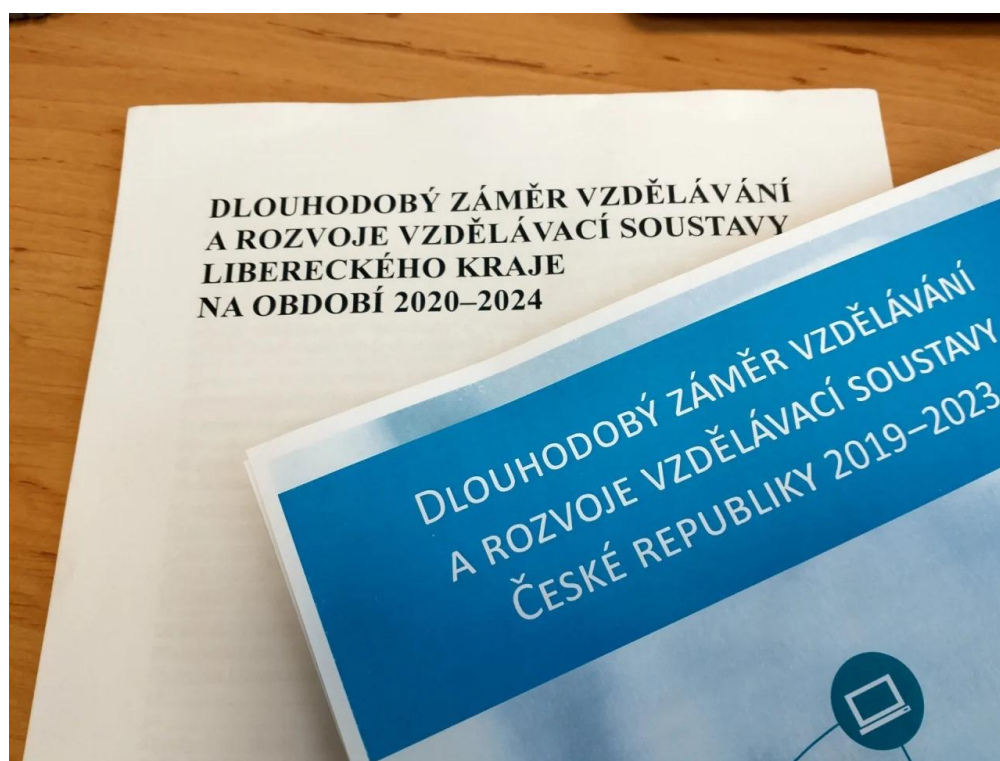 DLOUHODOBÝ ZÁMĚR VZDĚLÁVÁNÍ
A ROZVOJE VZDĚLÁVACÍ SOUSTAVY
LIBERECKÉHO KRAJE
NA OBDOBÍ 2020–2024
DLOUHODOBÝ ZÁMĚR VZDĚLÁVÁNÍ
A ROZVOJE VZDĚLÁVACÍ SOUSTAVY
ČESKÉ REPUBLIKY 2019–2023